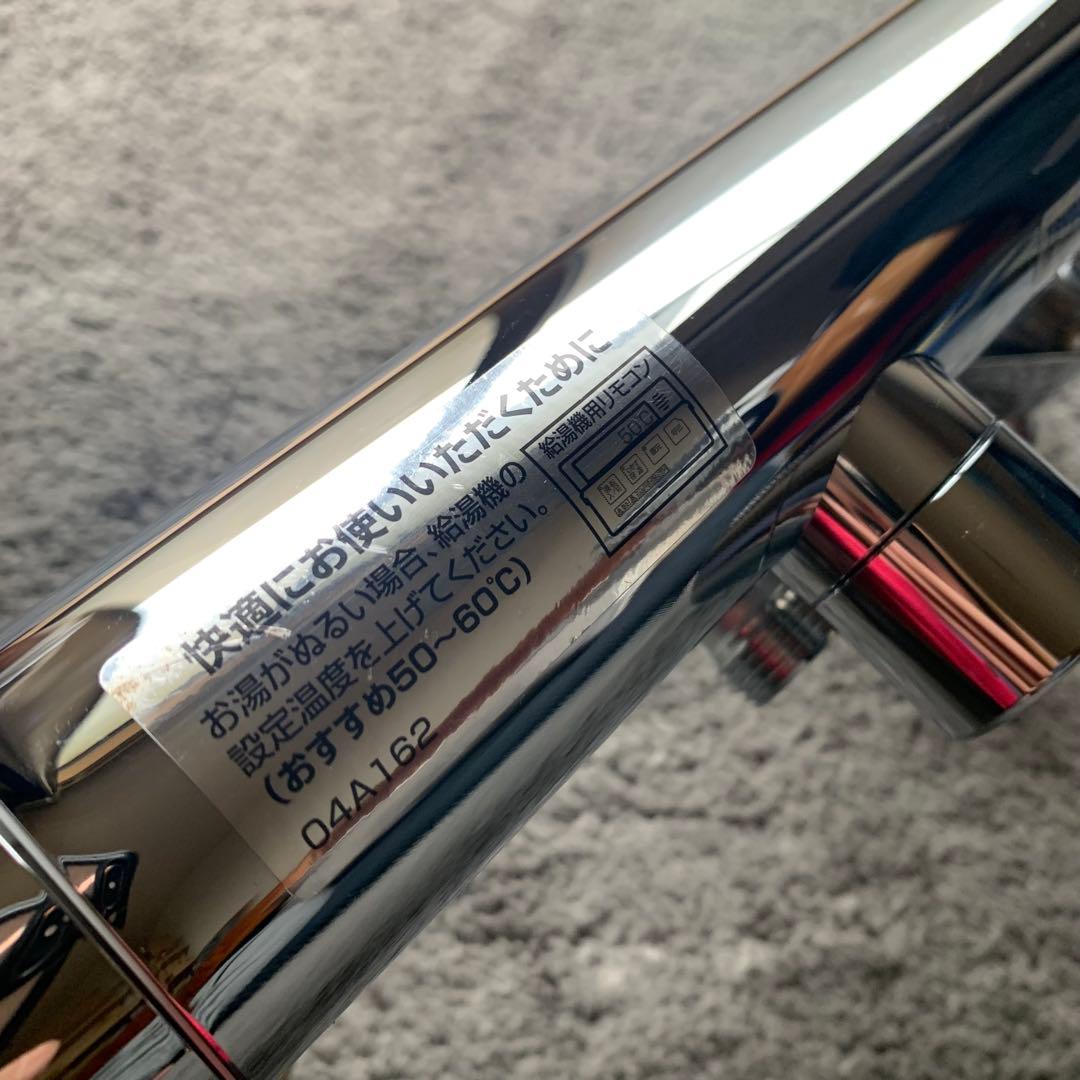 快適にお使いいただくために
お湯がぬるい場合、給湯機の
設定温度を上げてください。
(おすすめ50～60℃)
04A162
給湯機用リモコン
50℃